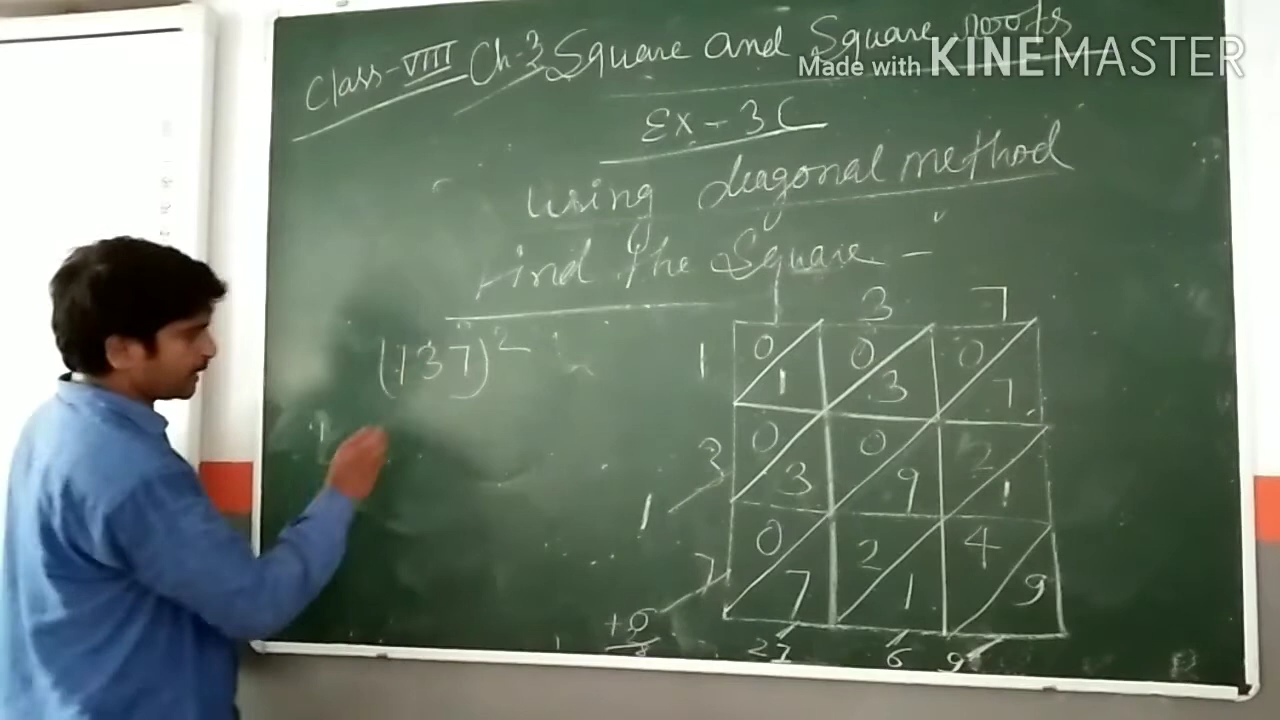 Class-VIII Ch-3 Square and Square roots
Made with KINEMASTER
Ex-3C
Using diagonal method
Find the Square -
(137)²
1 3 7
1 0 1 0 3 0 7
3 0 3 0 9 2 1
1
7 0 7 2 1 4 9
27 6 9